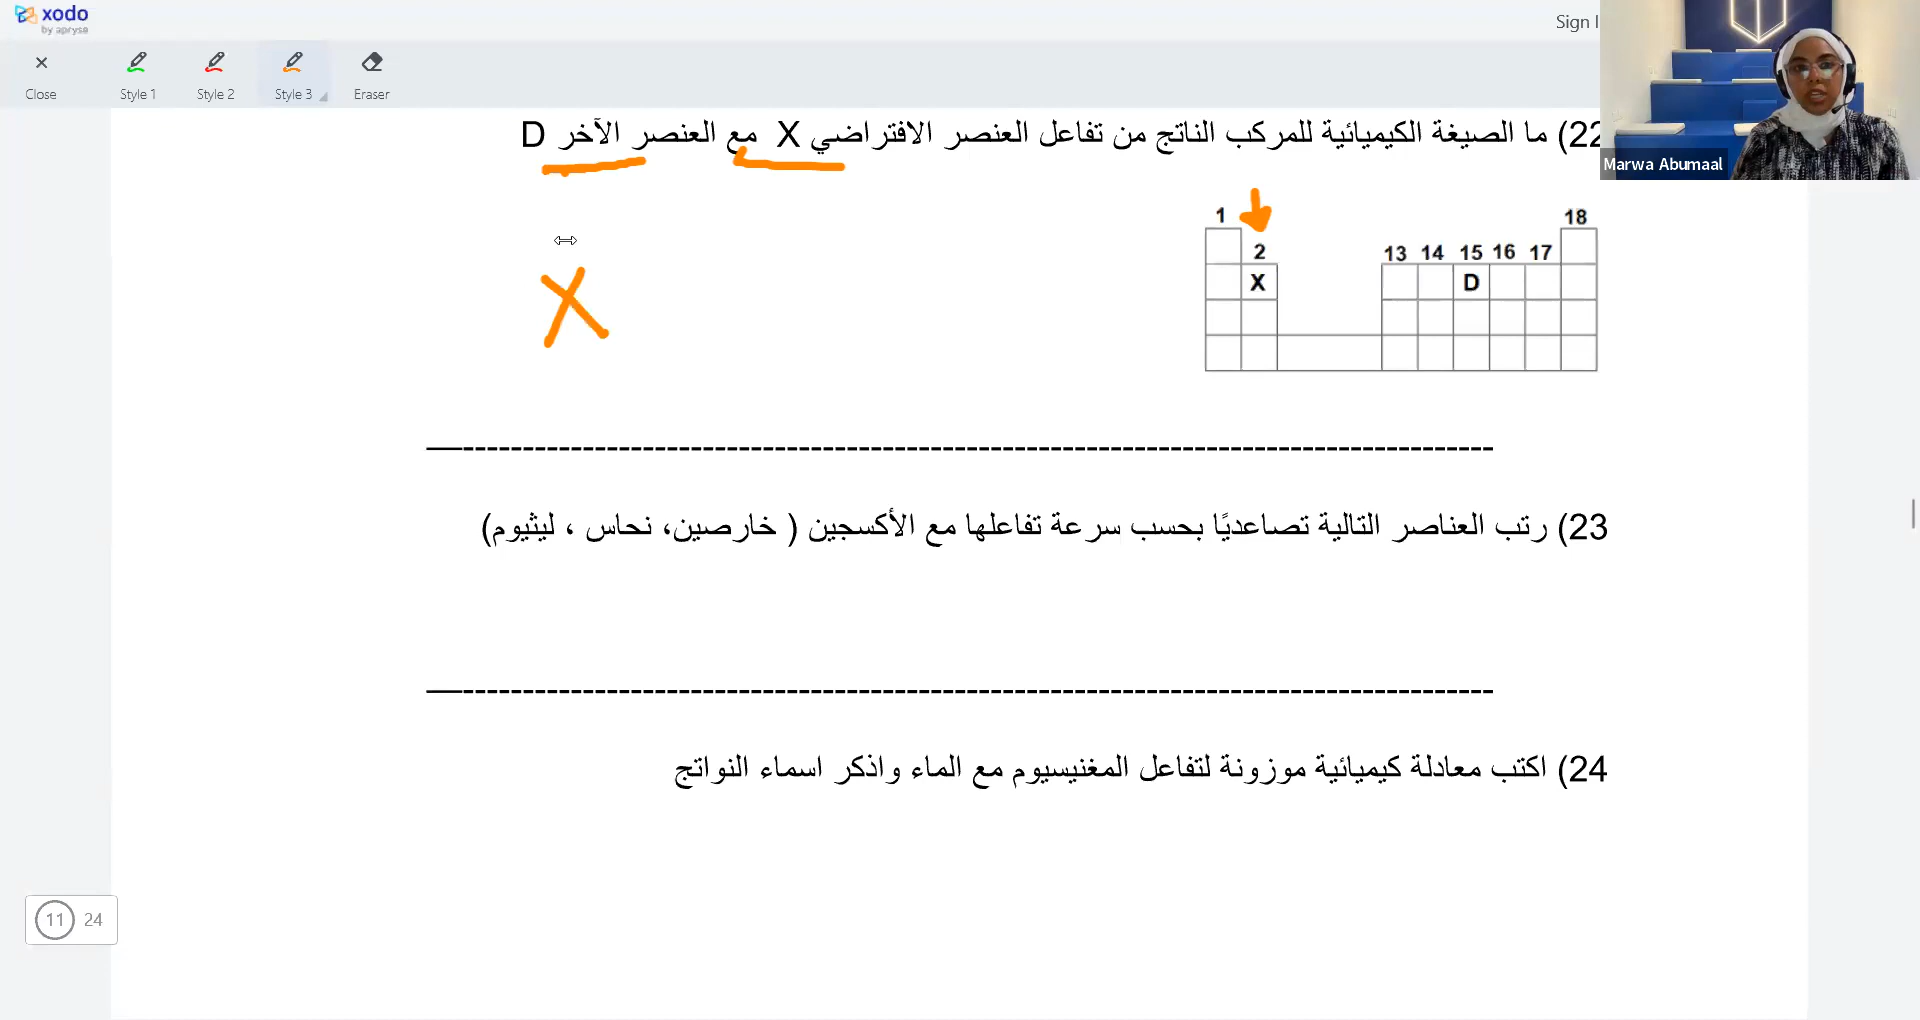 xodo
by apryse
Sign I
Close
Style 1
Style 2
Style 3
Eraser
Marwa Abumaal
22) ما الصيغة الكيميائية للمركب الناتج من تفاعل العنصر الافتراضي X مع العنصر الآخر D
1 18
2 13 14 15 16 17
X D
X
23) رتب العناصر التالية تصاعديًا بحسب سرعة تفاعلها مع الأكسجين ( خارصين، نحاس ، ليثيوم)
24) اكتب معادلة كيميائية موزونة لتفاعل المغنيسيوم مع الماء واذكر اسماء النواتج
11 24